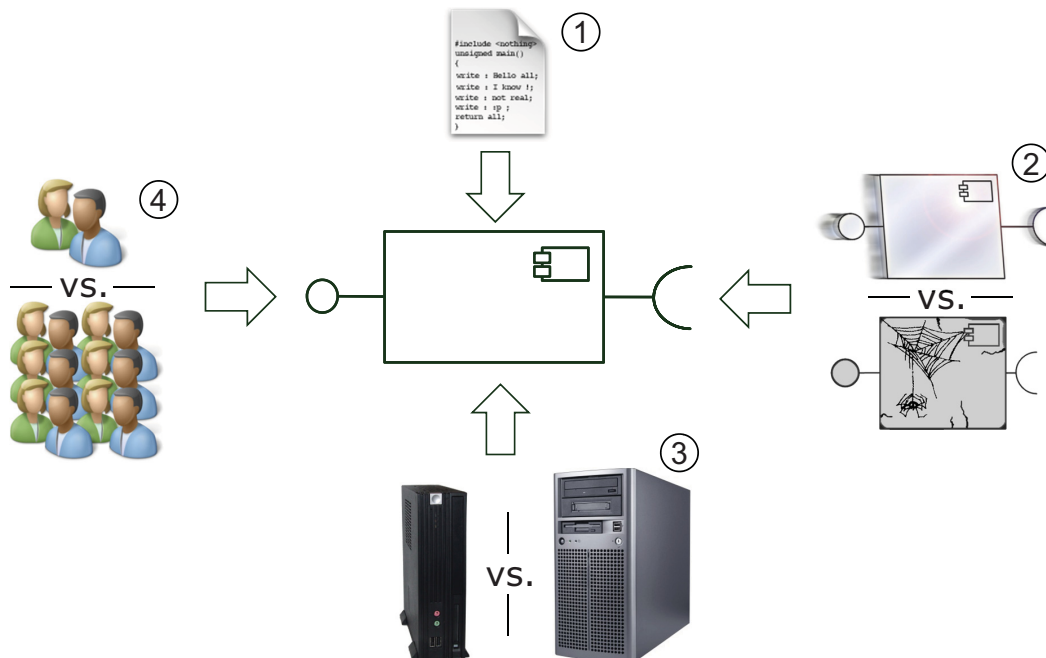 ①
#include <nothing>
unsigned main()
{
write : Hello all;
write : I know !;
write : not real;
write : :p ;
return all;
}
②
④
vs.
vs.
③
vs.